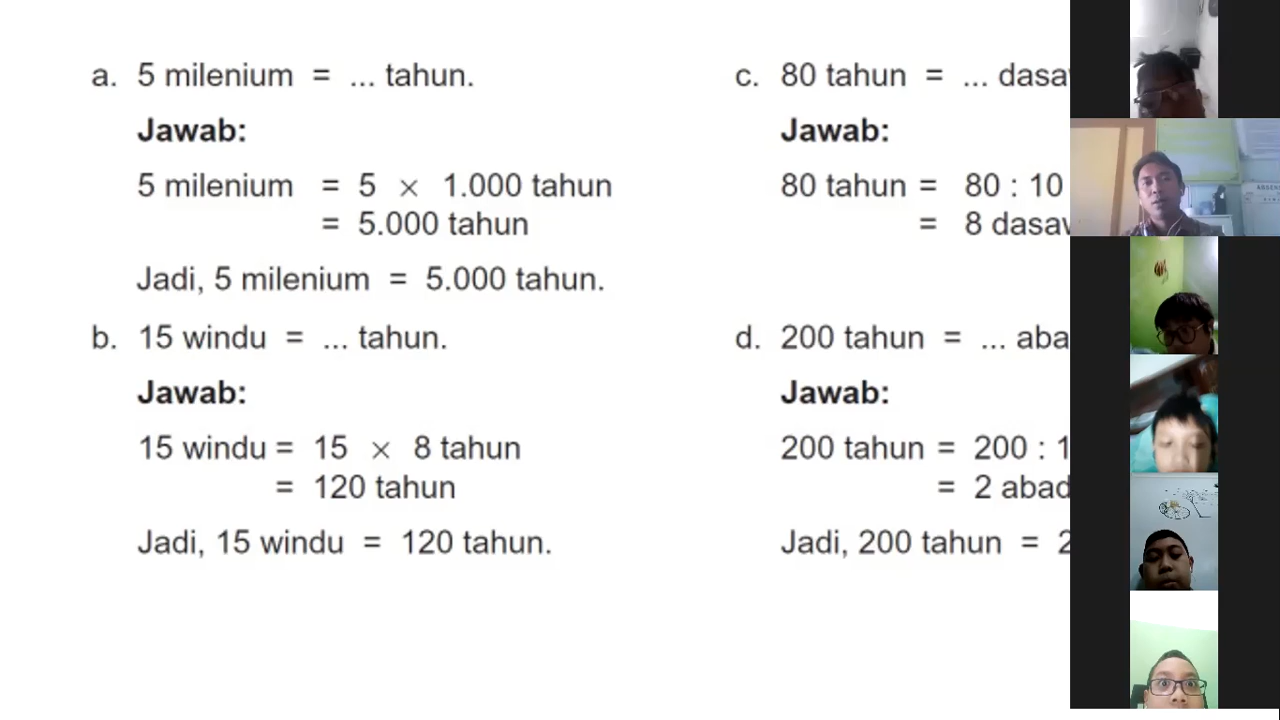 a. 5 milenium = ... tahun.
Jawab:
5 milenium = 5 × 1.000 tahun
= 5.000 tahun
Jadi, 5 milenium = 5.000 tahun.
b. 15 windu = ... tahun.
Jawab:
15 windu = 15 × 8 tahun
= 120 tahun
Jadi, 15 windu = 120 tahun.
c. 80 tahun = ...
Jawab:
80 tahun = 80 : 10
= 8
d. 200 tahun = ...
Jawab:
200 tahun = 200 :
= 2 abad
Jadi, 200 tahun =